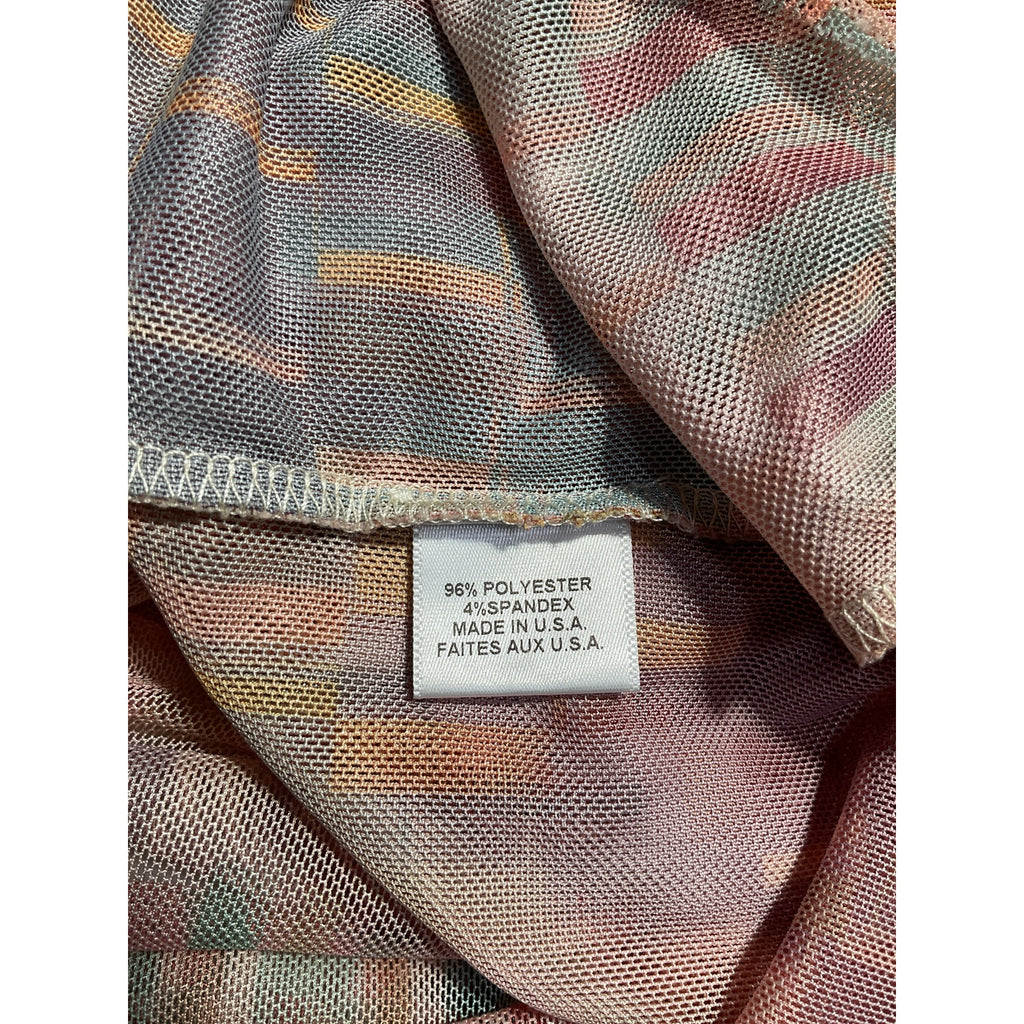 96% POLYESTER
4%SPANDEX
MADE IN U.S.A.
FAITES AUX U.S.A.